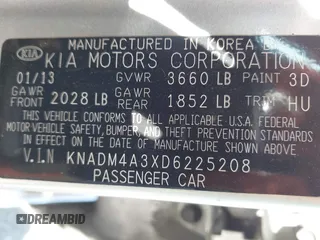 MANUFACTURED IN KOREA BY
KIA KIA MOTORS CORPORATION
01/13 GVWR 3660 LB PAINT 3D
GAWR FRONT 2028 LB GAWR REAR 1852 LB TRIM HU
THIS VEHICLE CONFORMS TO ALL APPLICABLE U.S.A. FEDERAL
MOTOR VEHICLE SAFETY, BUMPER, AND THEFT PREVENTION STANDARDS
IN EFFECT ON THE DATE OF MANUFACTURE SHOWN ABOVE.
V.I.N KNADM4A3XD6225208
PASSENGER CAR
DREAMBID